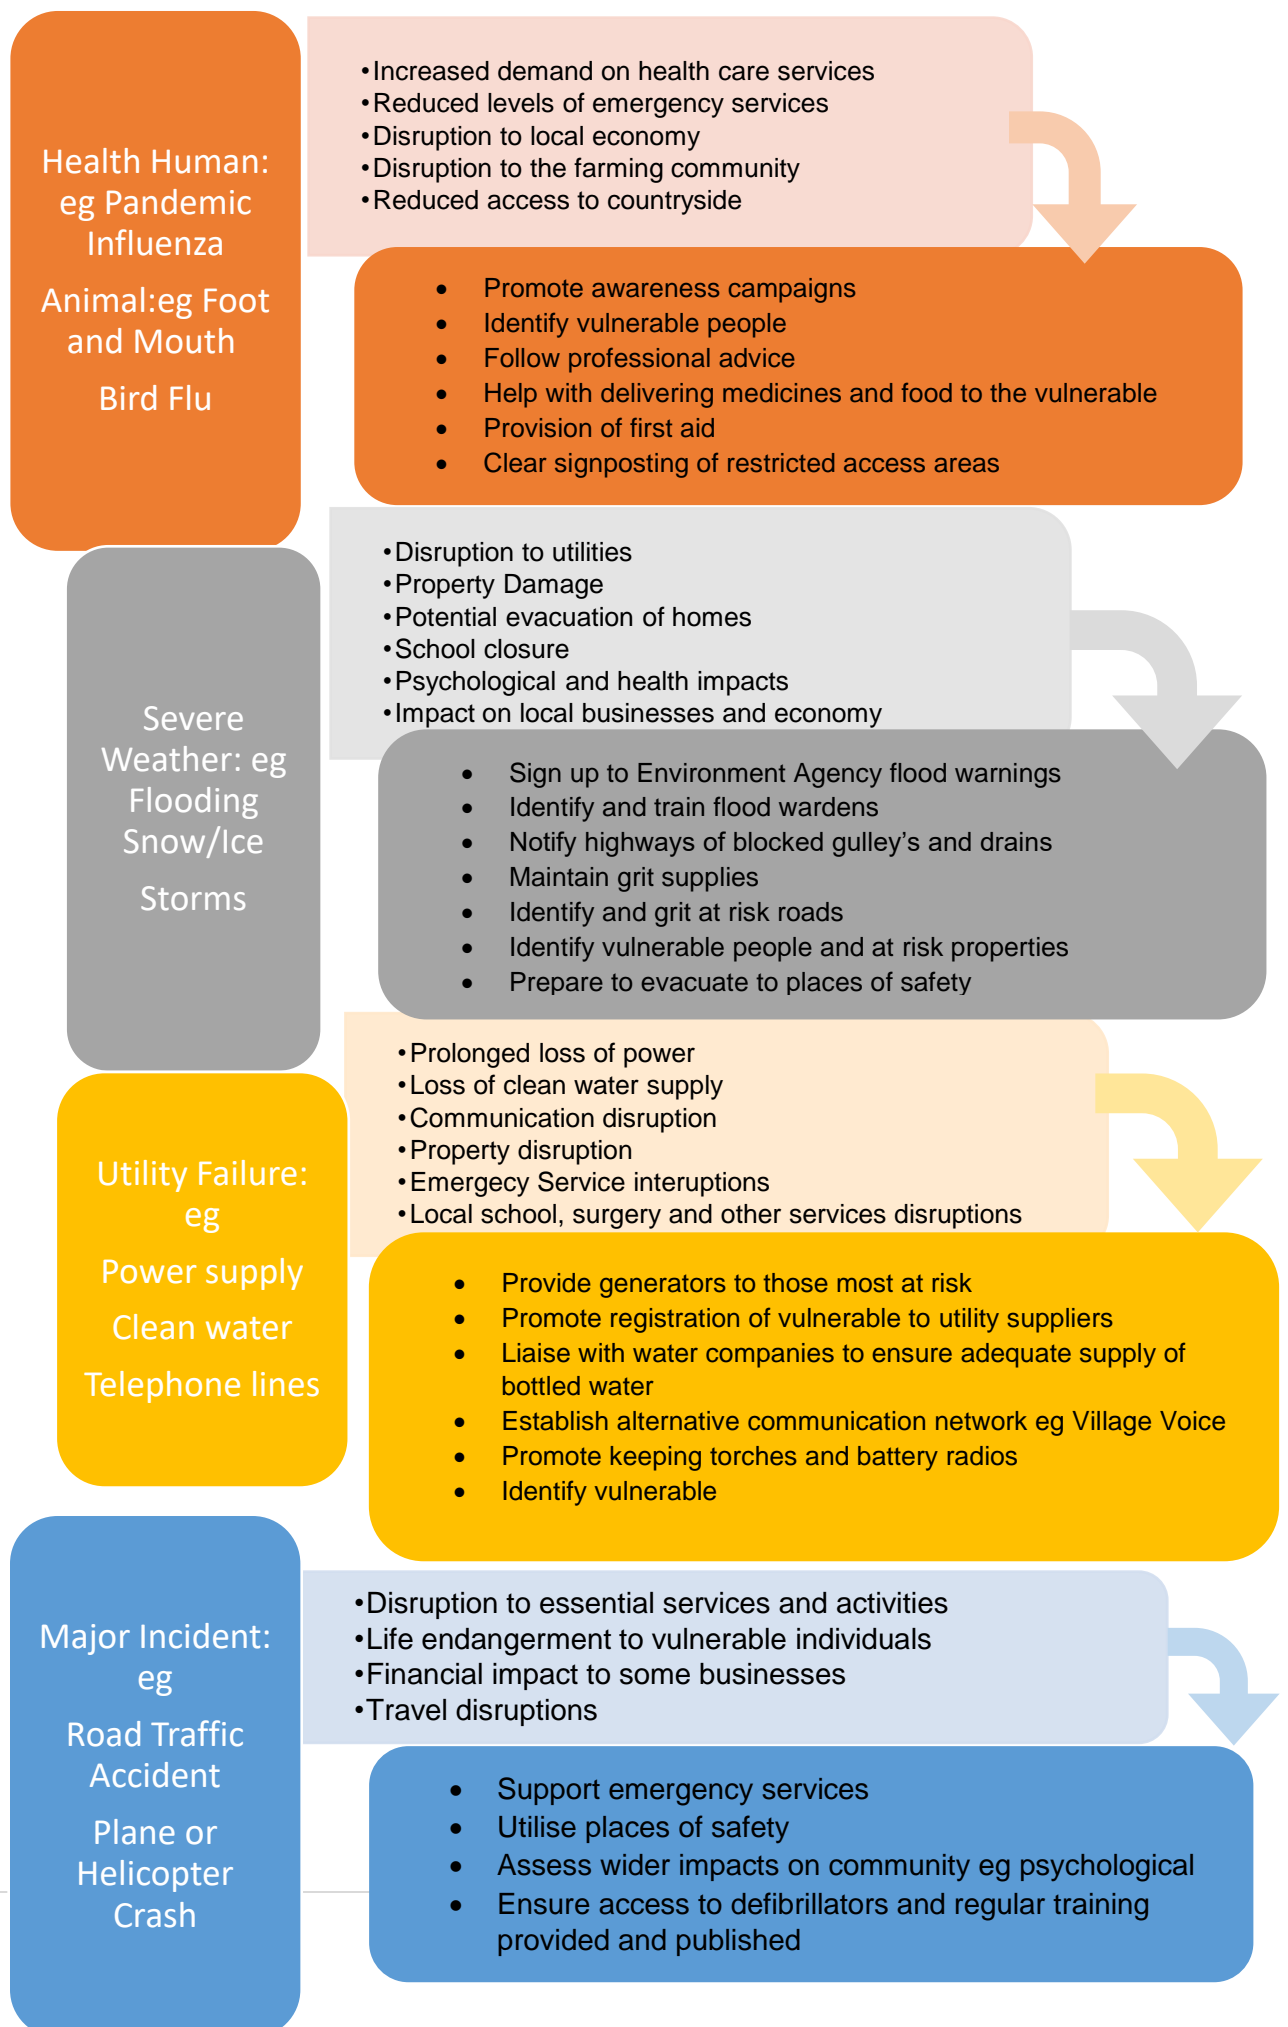 Health Human:
eg Pandemic
Influenza
Animal:eg Foot
and Mouth
Bird Flu
•Increased demand on health care services
•Reduced levels of emergency services
•Disruption to local economy
•Disruption to the farming community
•Reduced access to countryside
• Promote awareness campaigns
• Identify vulnerable people
• Follow professional advice
• Help with delivering medicines and food to the vulnerable
• Provision of first aid
• Clear signposting of restricted access areas
Severe
Weather: eg
Flooding
Snow/Ice
Storms
•Disruption to utilities
•Property Damage
•Potential evacuation of homes
•School closure
•Psychological and health impacts
•Impact on local businesses and economy
• Sign up to Environment Agency flood warnings
• Identify and train flood wardens
• Notify highways of blocked gulley’s and drains
• Maintain grit supplies
• Identify and grit at risk roads
• Identify vulnerable people and at risk properties
• Prepare to evacuate to places of safety
Utility Failure:
eg
Power supply
Clean water
Telephone lines
•Prolonged loss of power
•Loss of clean water supply
•Communication disruption
•Property disruption
•Emergecy Service interuptions
•Local school, surgery and other services disruptions
• Provide generators to those most at risk
• Promote registration of vulnerable to utility suppliers
• Liaise with water companies to ensure adequate supply of
bottled water
• Establish alternative communication network eg Village Voice
• Promote keeping torches and battery radios
• Identify vulnerable
Major Incident:
eg
Road Traffic
Accident
Plane or
Helicopter
Crash
•Disruption to essential services and activities
•Life endangerment to vulnerable individuals
•Financial impact to some businesses
•Travel disruptions
• Support emergency services
• Utilise places of safety
• Assess wider impacts on community eg psychological
• Ensure access to defibrillators and regular training
provided and published